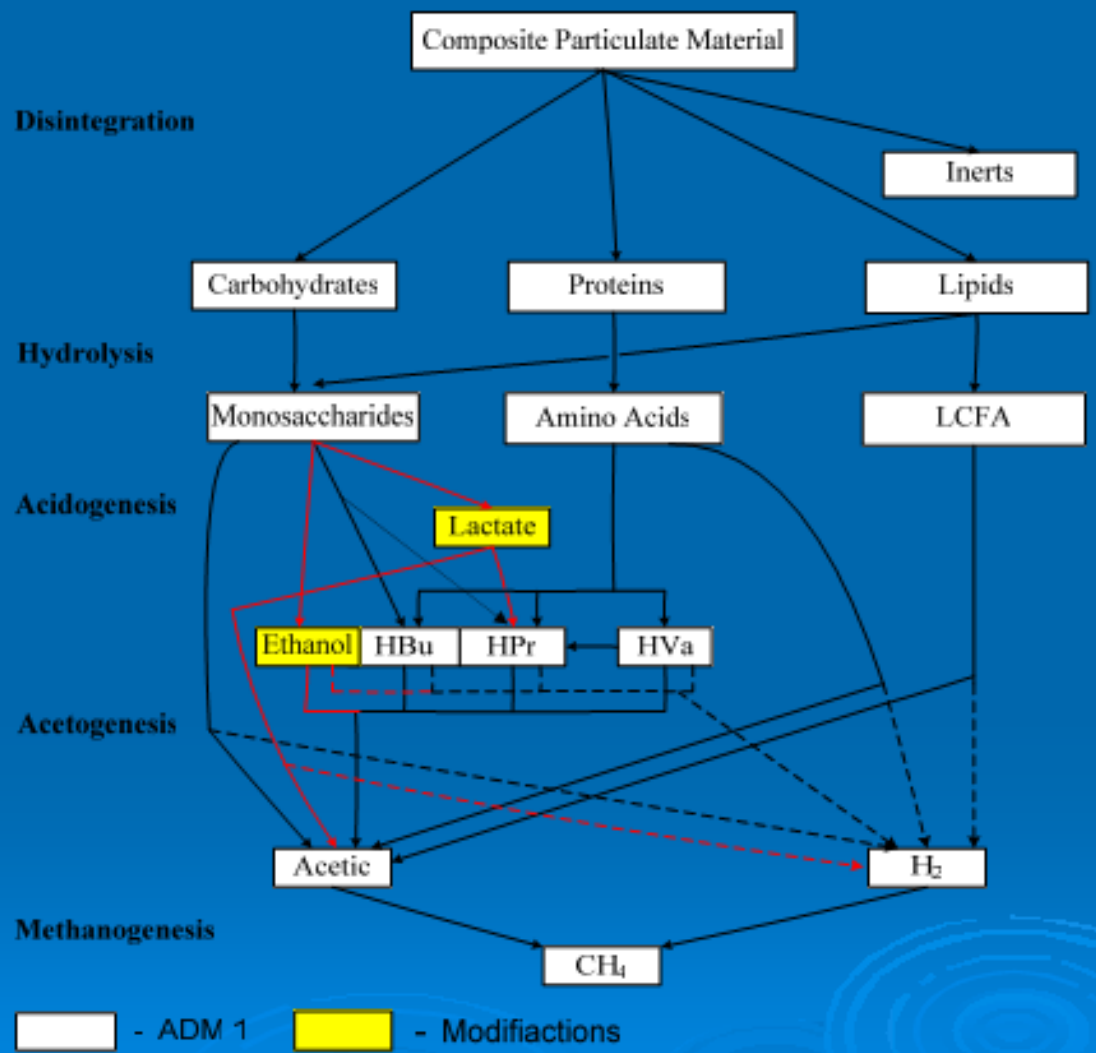 Composite Particulate Material
Disintegration
Inerts
Carbohydrates
Proteins
Lipids
Hydrolysis
Monosaccharides
Amino Acids
LCFA
Acidogenesis
Lactate
Ethanol
HBu
HPr
HVa
Acetogenesis
Acetic
H₂
Methanogenesis
CH₄
- ADM 1
- Modifiactions